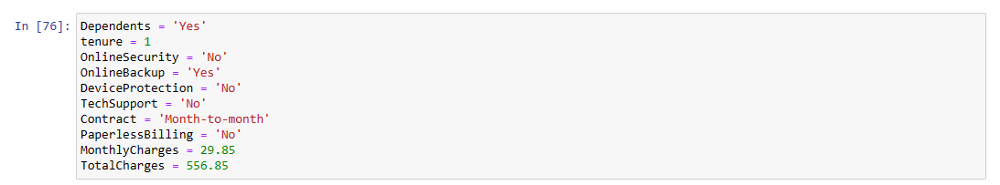 In [76]: Dependents = 'Yes'
tenure = 1
OnlineSecurity = 'No'
OnlineBackup = 'Yes'
DeviceProtection = 'No'
TechSupport = 'No'
Contract = 'Month-to-month'
PaperlessBilling = 'No'
MonthlyCharges = 29.85
TotalCharges = 556.85